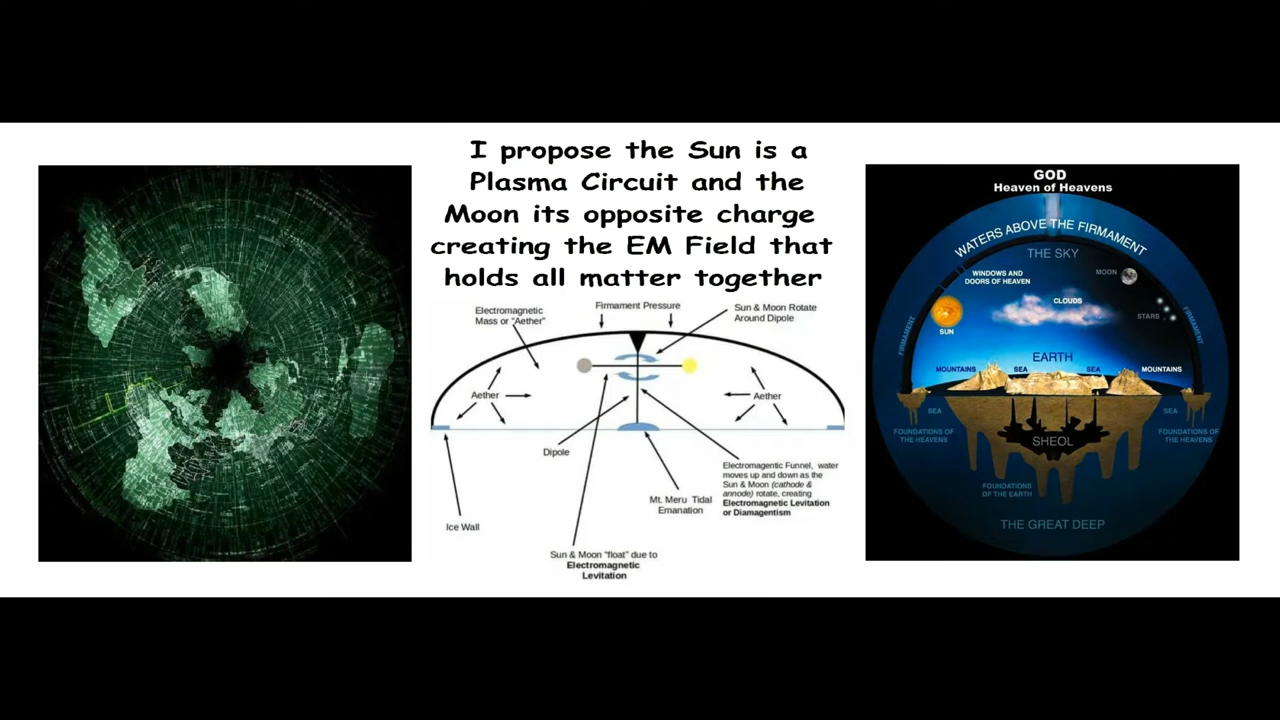 I propose the Sun is a
Plasma Circuit and the
Moon its opposite charge
creating the EM Field that
holds all matter together
Electromagnetic
Mass or "Aether"
Firmament Pressure
Sun & Moon Rotate
Around Dipole
Aether
Aether
Dipole
Electromagentic Funnel, water
moves up and down as the
Sun & Moon (cathode &
annode) rotate, creating
Electromagnetic Levitation
or Diamagentism
Mt. Meru Tidal
Emanation
Ice Wall
Sun & Moon "float" due to
Electromagnetic
Levitation
GOD
Heaven of Heavens
WATERS ABOVE THE FIRMAMENT
THE SKY
WINDOWS AND
DOORS OF HEAVEN
MOON
CLOUDS
STARS
SUN
FIRMAMENT
FIRMAMENT
EARTH
MOUNTAINS
SEA
SEA
MOUNTAINS
SEA
SEA
FOUNDATIONS OF
THE HEAVENS
SHEOL
FOUNDATIONS OF
THE HEAVENS
FOUNDATIONS
OF THE EARTH
THE GREAT DEEP